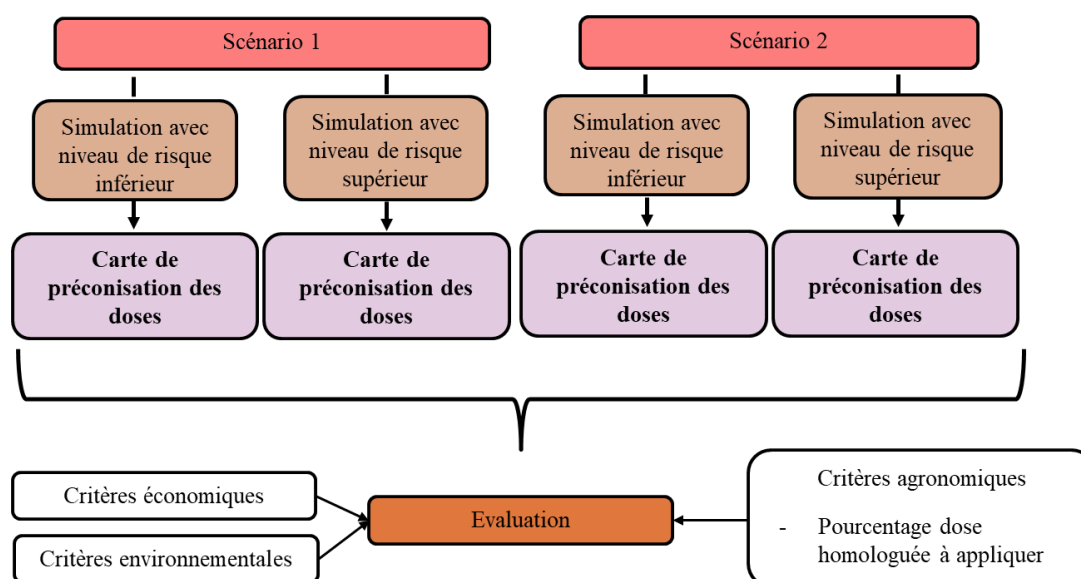 Scénario 1
Scénario 2
Simulation avec
niveau de risque
inférieur
Simulation avec
niveau de risque
supérieur
Simulation avec
niveau de risque
inférieur
Simulation avec
niveau de risque
supérieur
Carte de
préconisation des
doses
Carte de
préconisation des
doses
Carte de
préconisation des
doses
Carte de
préconisation des
doses
Critères économiques
Critères environnementales
Evaluation
Critères agronomiques
- Pourcentage dose
homologuée à appliquer